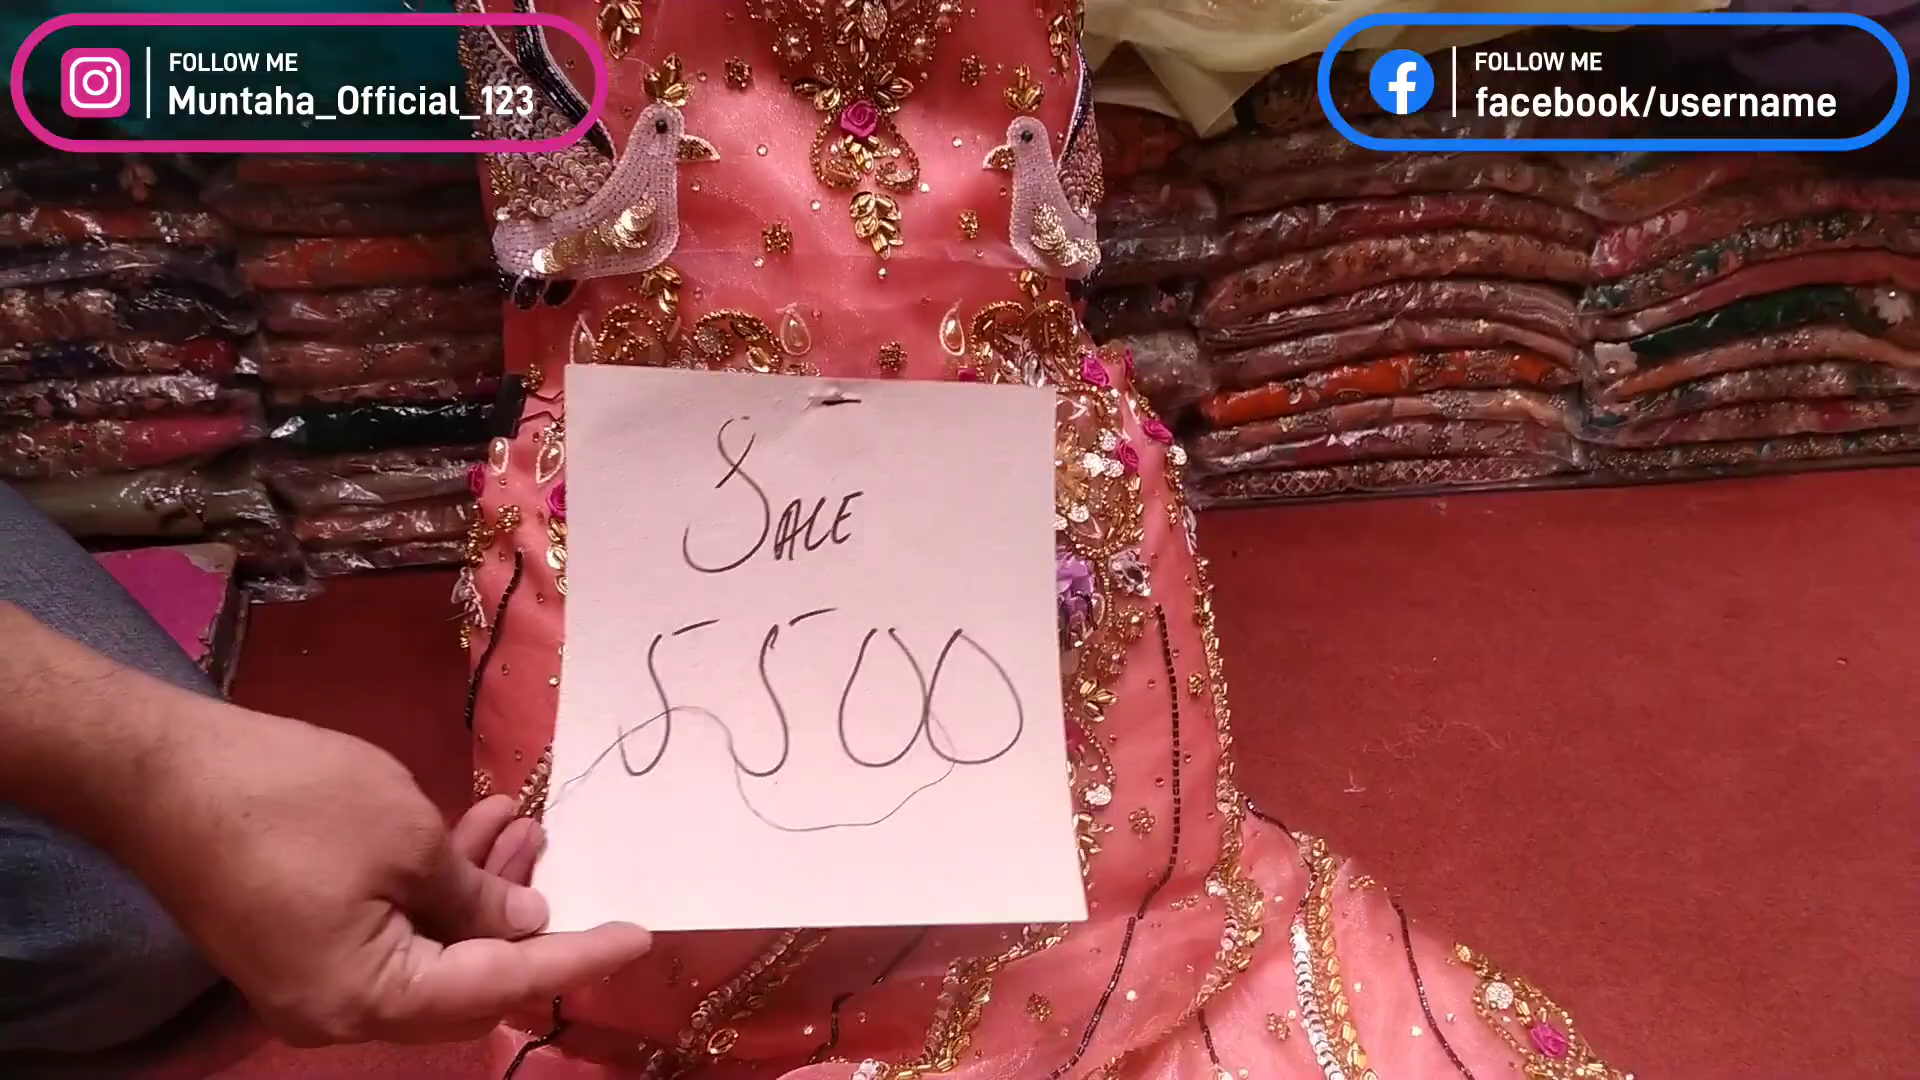 FOLLOW ME
Muntaha_Official_123
FOLLOW ME
facebook/username
SALE
5500